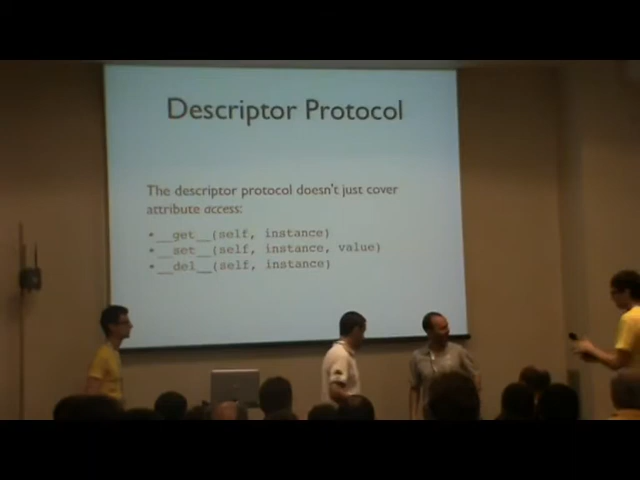 Descriptor Protocol
The descriptor protocol doesn't just cover
attribute access:
•__get__(self, instance)
•__set__(self, instance, value)
•__del__(self, instance)